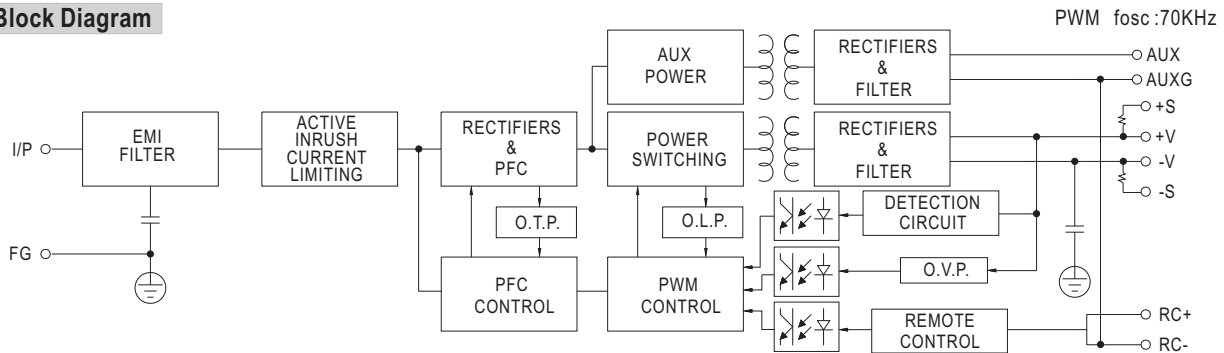 Block Diagram
PWM fosc :70KHz
AUX
POWER
RECTIFIERS
&
FILTER
AUX
AUXG
+S
+V
-V
-S
I/P
EMI
FILTER
ACTIVE
INRUSH
CURRENT
LIMITING
RECTIFIERS
&
PFC
POWER
SWITCHING
RECTIFIERS
&
FILTER
O.T.P.
O.L.P.
DETECTION
CIRCUIT
FG
PFC
CONTROL
PWM
CONTROL
O.V.P.
REMOTE
CONTROL
RC+
RC-